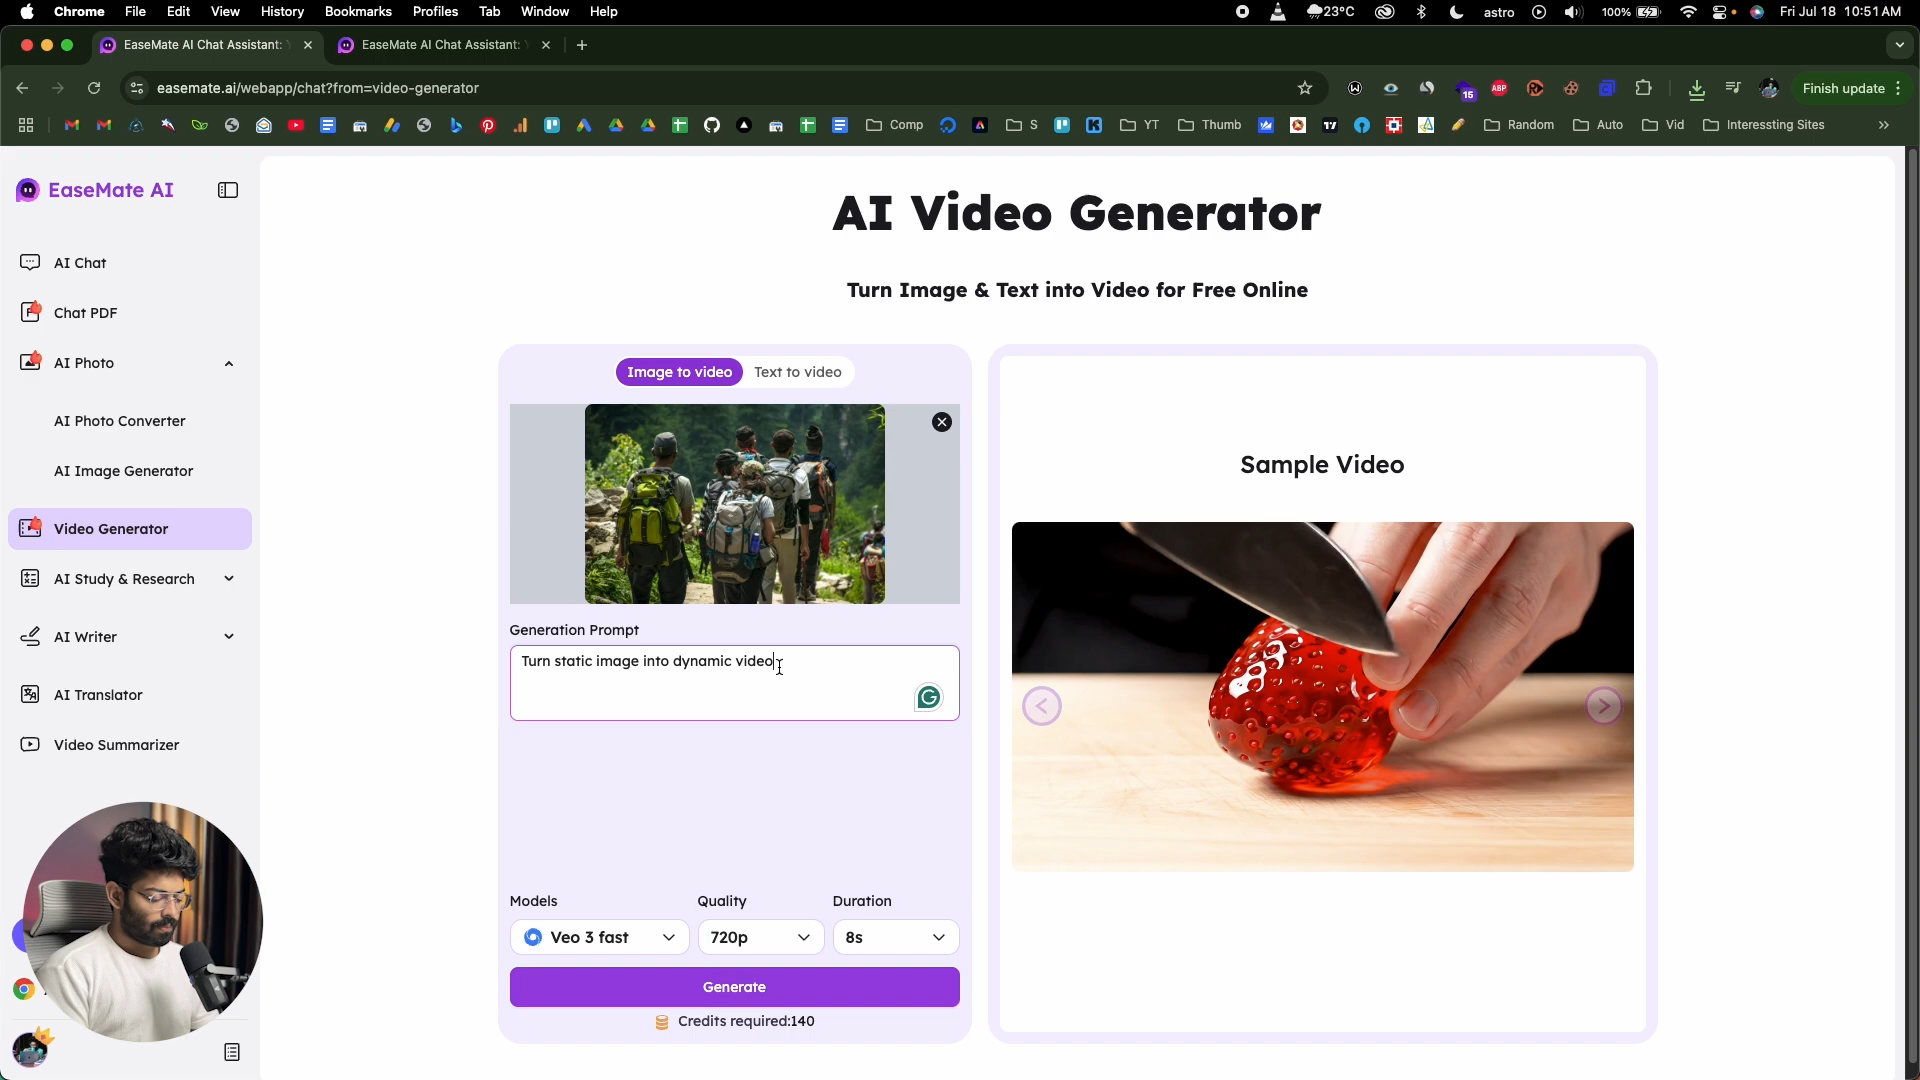 Chrome File Edit View History Bookmarks Profiles Tab Window Help
23°C astro 100% Fri Jul 18 10:51 AM
EaseMate AI Chat Assistant:
EaseMate AI Chat Assistant:
easemate.ai/webapp/chat?from=video-generator
15 ABP Finish update
Comp S YT Thumb Random Auto Vid Interessting Sites
EaseMate AI
AI Chat
Chat PDF
AI Photo
AI Photo Converter
AI Image Generator
Video Generator
AI Study & Research
AI Writer
AI Translator
Video Summarizer
AI Video Generator
Turn Image & Text into Video for Free Online
Image to video Text to video
Generation Prompt
Turn static image into dynamic video
Models Quality Duration
Veo 3 fast 720p 8s
Generate
Credits required:140
Sample Video